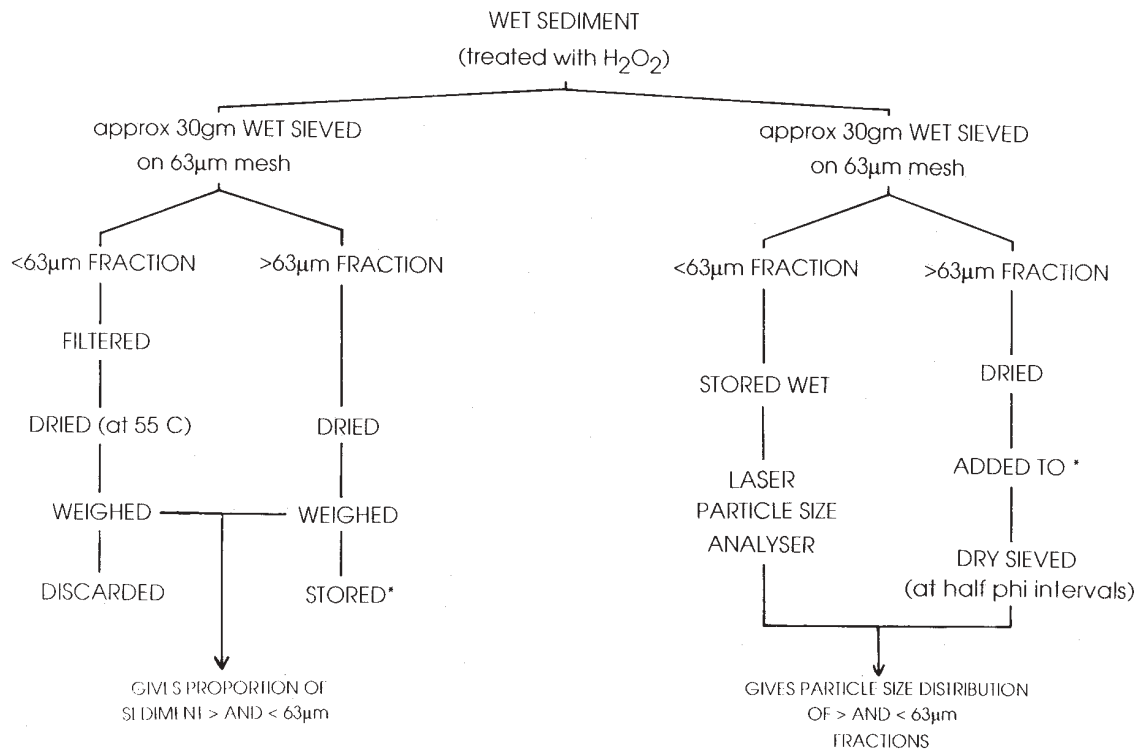 WET SEDIMENT
(treated with H₂O₂)
approx 30gm WET SIEVED
on 63µm mesh
<63µm FRACTION
>63µm FRACTION
FILTERED
DRIED (at 55 C)
DRIED
WEIGHED
WEIGHED
DISCARDED
STORED*
GIVES PROPORTION OF
SEDIMENT > AND < 63µm
approx 30gm WET SIEVED
on 63µm mesh
<63µm FRACTION
>63µm FRACTION
STORED WET
DRIED
LASER
PARTICLE SIZE
ANALYSER
ADDED TO *
DRY SIEVED
(at half phi intervals)
GIVES PARTICLE SIZE DISTRIBUTION
OF > AND < 63µm
FRACTIONS